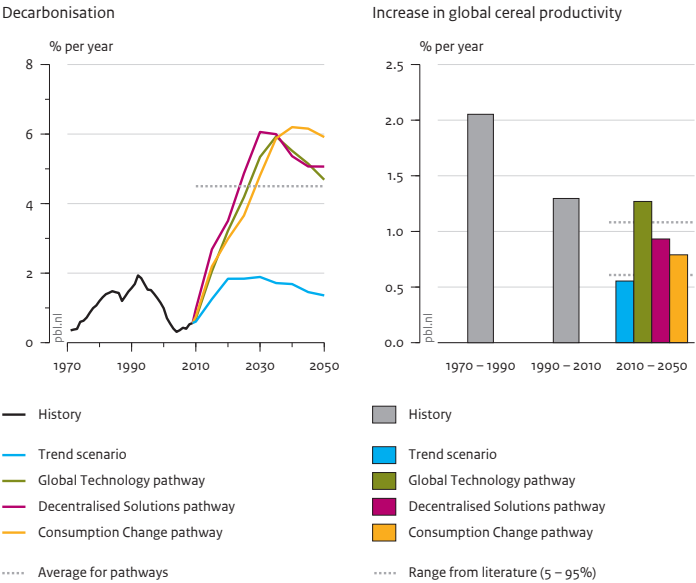 Decarbonisation
% per year
8
6
4
2
0
pbl.nl
1970
1990
2010
2030
2050
History
Trend scenario
Global Technology pathway
Decentralised Solutions pathway
Consumption Change pathway
Average for pathways
Increase in global cereal productivity
% per year
2.5
2.0
1.5
1.0
0.5
0.0
pbl.nl
1970 – 1990
1990 – 2010
2010 – 2050
History
Trend scenario
Global Technology pathway
Decentralised Solutions pathway
Consumption Change pathway
Range from literature (5 – 95%)